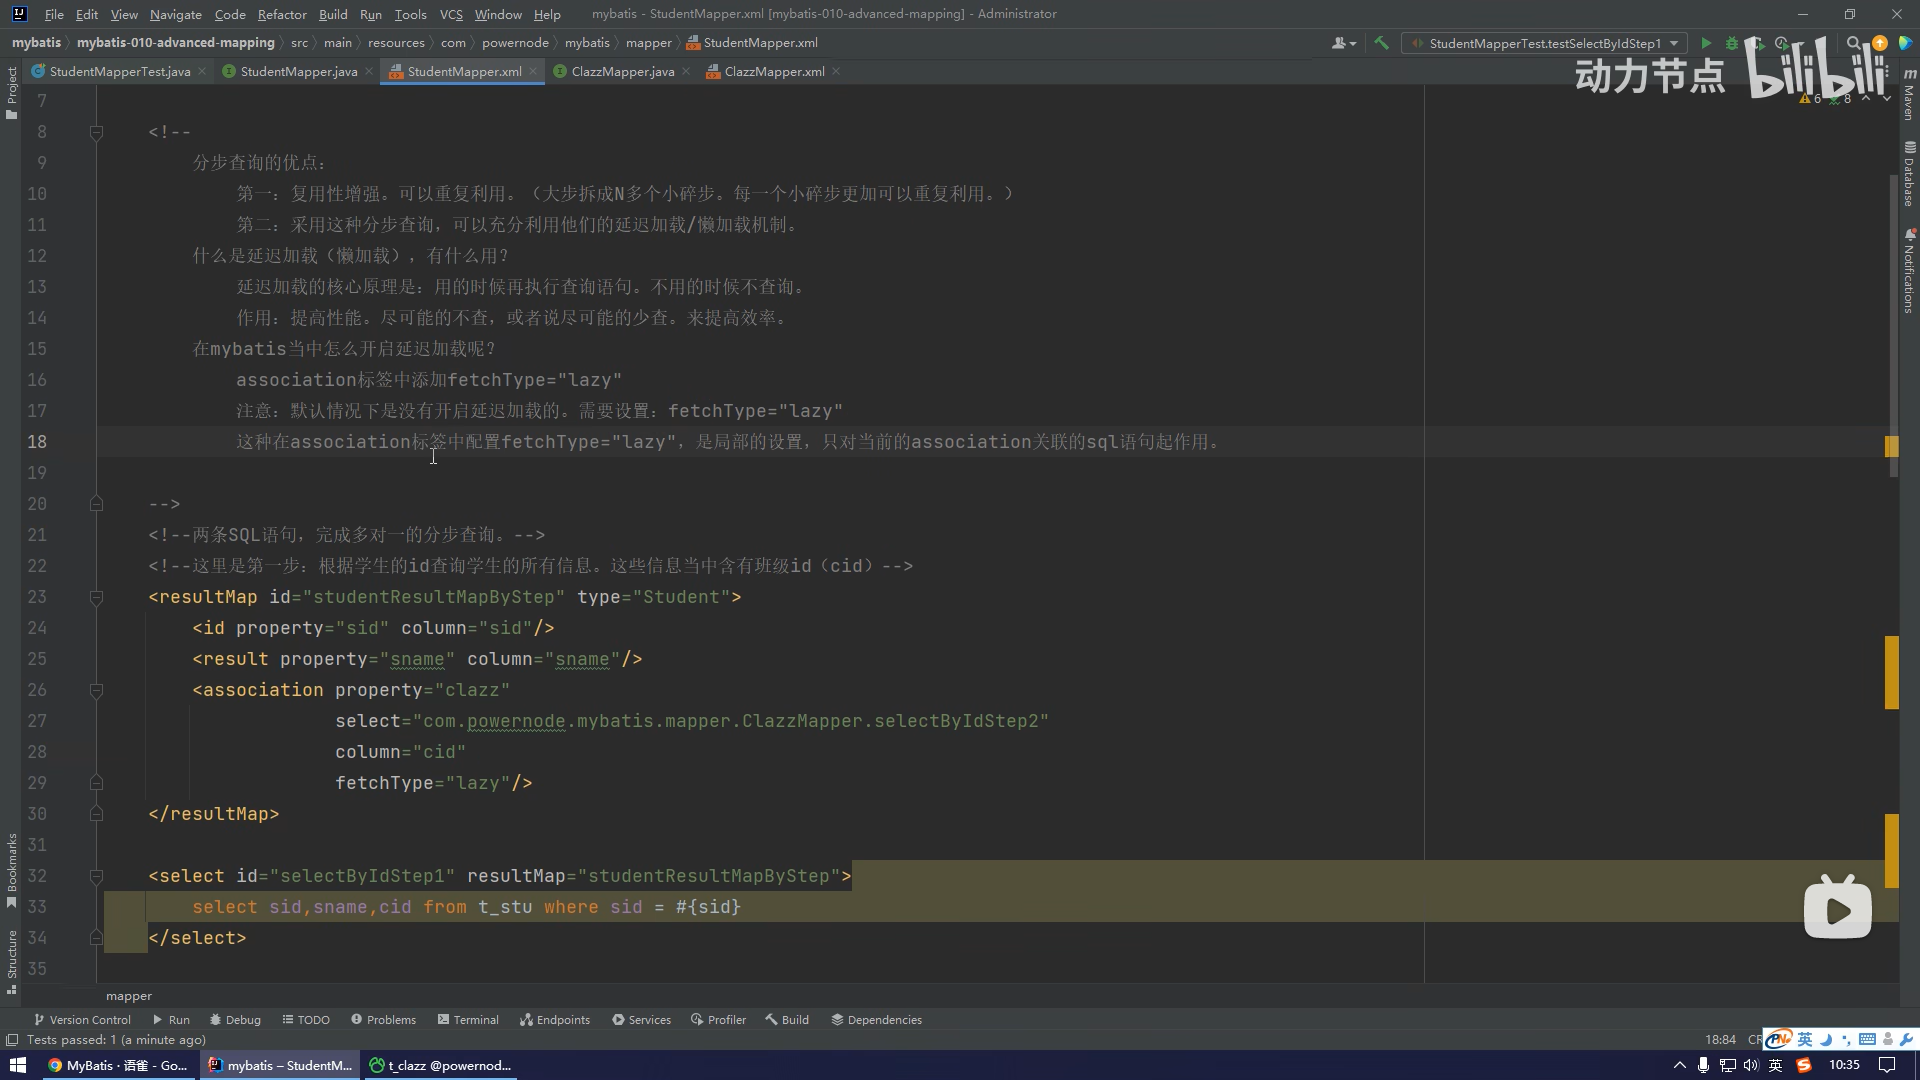 File Edit View Navigate Code Refactor Build Run Tools VCS Window Help mybatis - StudentMapper.xml [mybatis-010-advanced-mapping] - Administrator
mybatis mybatis-010-advanced-mapping src main resources com powernode mybatis mapper StudentMapper.xml StudentMapperTest.testSelectByIdStep1
StudentMapperTest.java StudentMapper.java StudentMapper.xml ClazzMapper.java ClazzMapper.xml
动力节点 bilibili
6 8
Project
Maven
Database
Notifications
7
8 <!--
9 分步查询的优点：
10 第一：复用性增强。可以重复利用。（大步拆成N多个小碎步。每一个小碎步更加可以重复利用。）
11 第二：采用这种分步查询，可以充分利用他们的延迟加载/懒加载机制。
12 什么是延迟加载（懒加载），有什么用？
13 延迟加载的核心原理是：用的时候再执行查询语句。不用的时候不查询。
14 作用：提高性能。尽可能的不查，或者说尽可能的少查。来提高效率。
15 在mybatis当中怎么开启延迟加载呢？
16 association标签中添加fetchType="lazy"
17 注意：默认情况下是没有开启延迟加载的。需要设置：fetchType="lazy"
18 这种在association标签中配置fetchType="lazy"，是局部的设置，只对当前的association关联的sql语句起作用。
19
20 -->
21 <!--两条SQL语句，完成多对一的分步查询。-->
22 <!--这里是第一步：根据学生的id查询学生的所有信息。这些信息当中含有班级id（cid）-->
23 <resultMap id="studentResultMapByStep" type="Student">
24 <id property="sid" column="sid"/>
25 <result property="sname" column="sname"/>
26 <association property="clazz"
27 select="com.powernode.mybatis.mapper.ClazzMapper.selectByIdStep2"
28 column="cid"
29 fetchType="lazy"/>
30 </resultMap>
31
32 <select id="selectByIdStep1" resultMap="studentResultMapByStep">
33 select sid,sname,cid from t_stu where sid = #{sid}
34 </select>
35
Bookmarks
Structure
mapper
Version Control Run Debug TODO Problems Terminal Endpoints Services Profiler Build Dependencies
Tests passed: 1 (a minute ago) 18:84 英
MyBatis · 语雀 - Go... mybatis – StudentM... t_clazz @powernod... 英 10:35